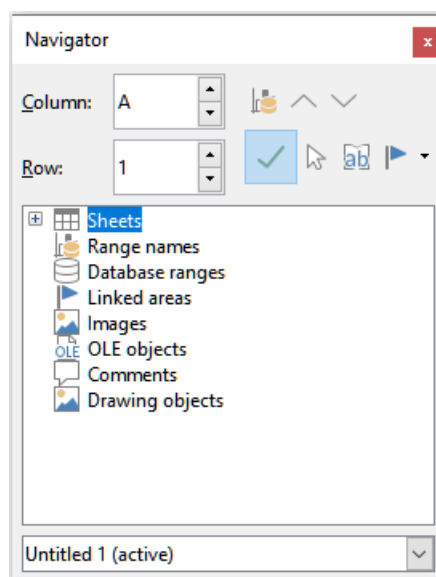 Navigator
x
Column: A
Row: 1
ab
Sheets
Range names
Database ranges
Linked areas
Images
OLE OLE objects
Comments
Drawing objects
Untitled 1 (active)